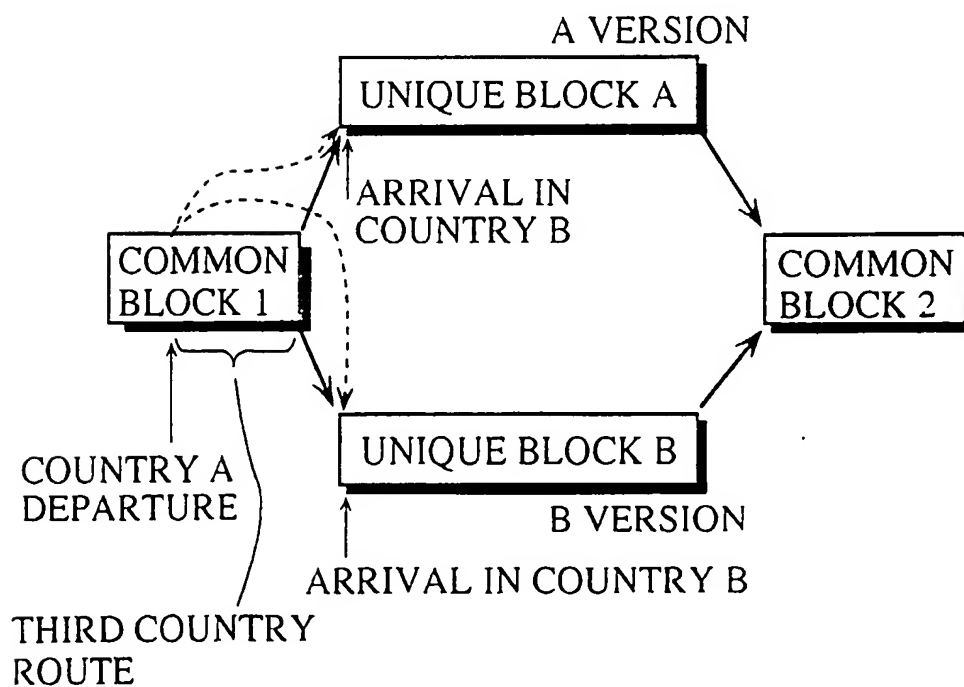 A VERSION
UNIQUE BLOCK A
ARRIVAL IN
COUNTRY B
COMMON
BLOCK 1
COMMON
BLOCK 2
UNIQUE BLOCK B
COUNTRY A
DEPARTURE
B VERSION
ARRIVAL IN COUNTRY B
THIRD COUNTRY
ROUTE